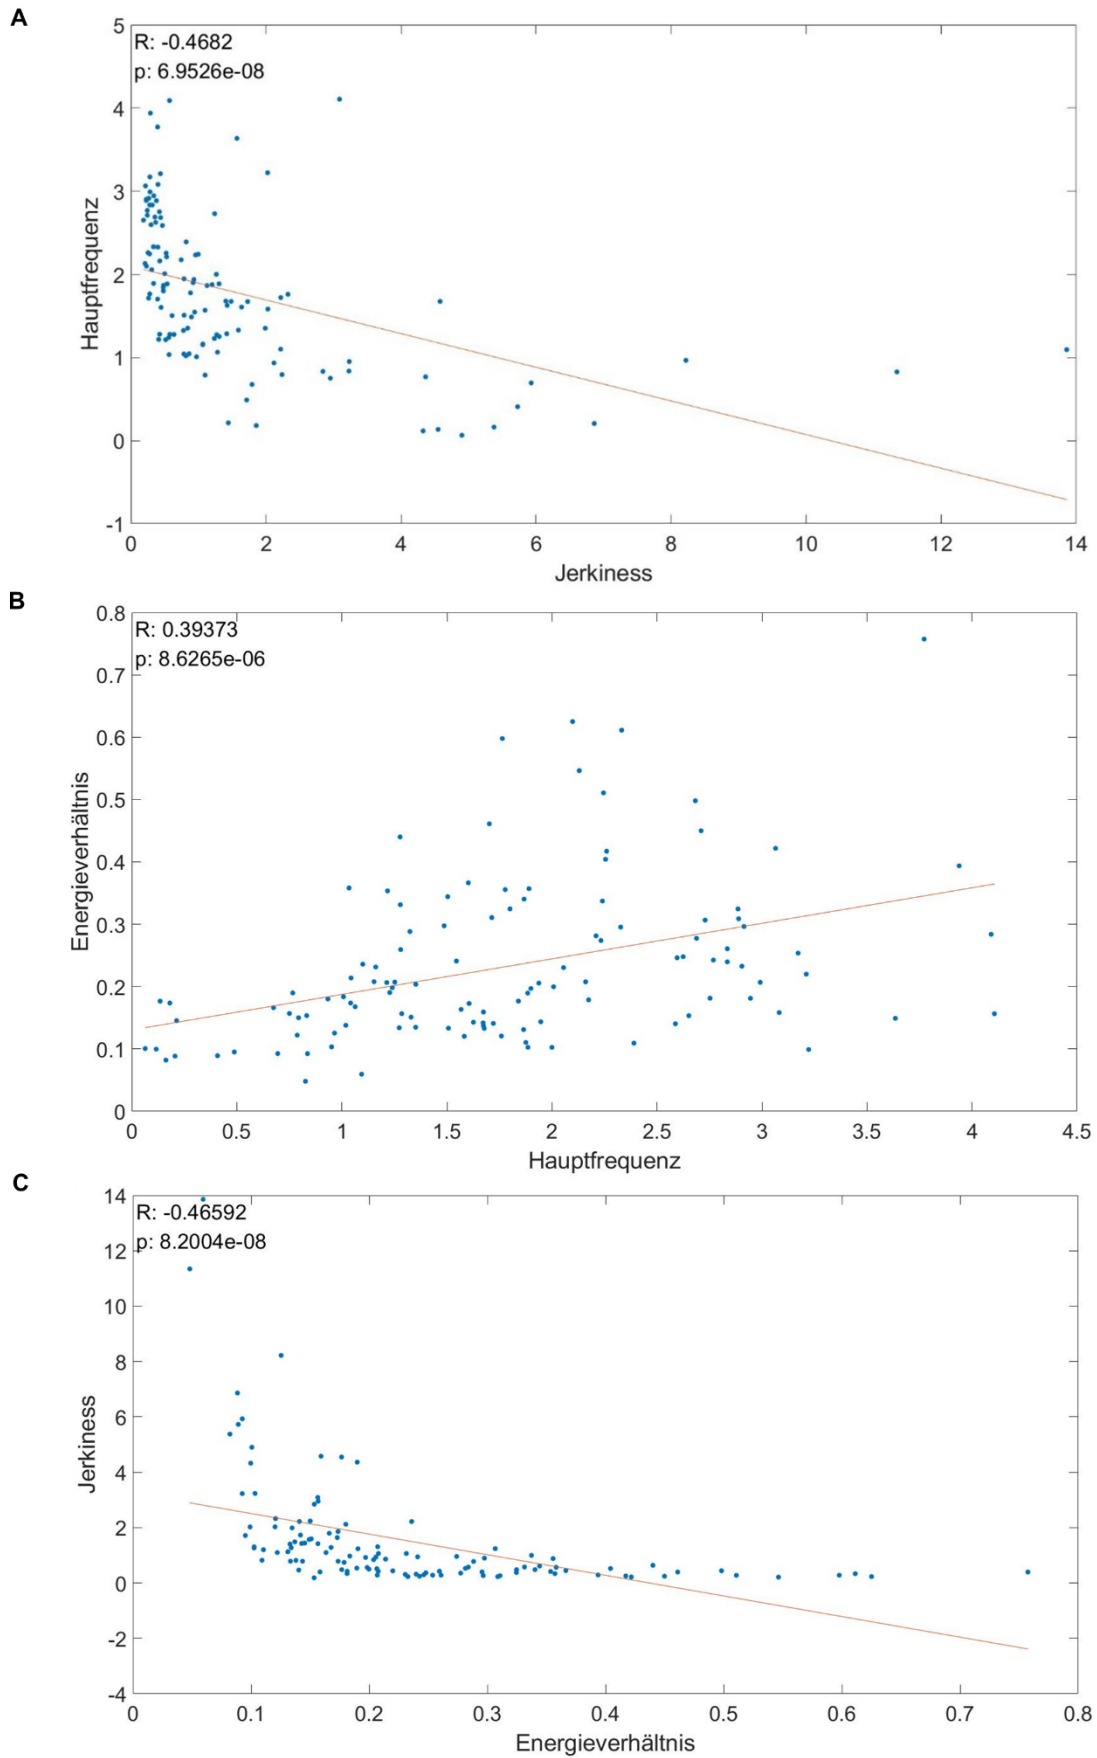 A
R: -0.4682
p: 6.9526e-08
5
4
3
2
1
0
-1
Hauptfrequenz
0 2 4 6 8 10 12 14
Jerkiness
B
R: 0.39373
p: 8.6265e-06
0.8
0.7
0.6
0.5
0.4
0.3
0.2
0.1
0
Energieverhältnis
0 0.5 1 1.5 2 2.5 3 3.5 4 4.5
Hauptfrequenz
C
R: -0.46592
p: 8.2004e-08
14
12
10
8
6
4
2
0
-2
-4
Jerkiness
0 0.1 0.2 0.3 0.4 0.5 0.6 0.7 0.8
Energieverhältnis